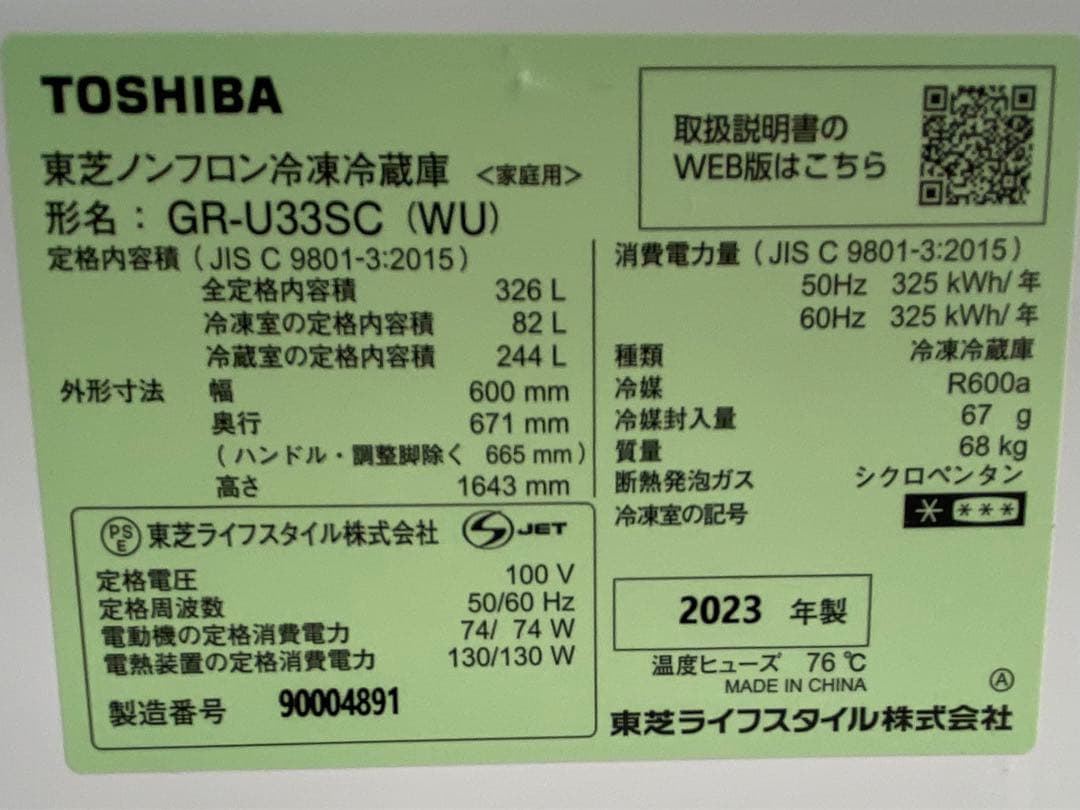 TOSHIBA
東芝ノンフロン冷凍冷蔵庫 <家庭用>
形名: GR-U33SC (WU)
取扱説明書の
WEB版はこちら
定格内容積 (JIS C 9801-3:2015)
全定格内容積 326 L
冷凍室の定格内容積 82 L
冷蔵室の定格内容積 244 L
外形寸法 幅 600 mm
奥行 671 mm
(ハンドル・調整脚除く 665 mm)
高さ 1643 mm
消費電力量 (JIS C 9801-3:2015)
50Hz 325 kWh/年
60Hz 325 kWh/年
種類 冷凍冷蔵庫
冷媒 R600a
冷媒封入量 67 g
質量 68 kg
断熱発泡ガス シクロペンタン
冷凍室の記号 * ***
PSE 東芝ライフスタイル株式会社 JET
定格電圧 100 V
定格周波数 50/60 Hz
電動機の定格消費電力 74/ 74 W
電熱装置の定格消費電力 130/130 W
製造番号 90004891
2023 年製
温度ヒューズ 76℃
MADE IN CHINA
Ⓐ
東芝ライフスタイル株式会社